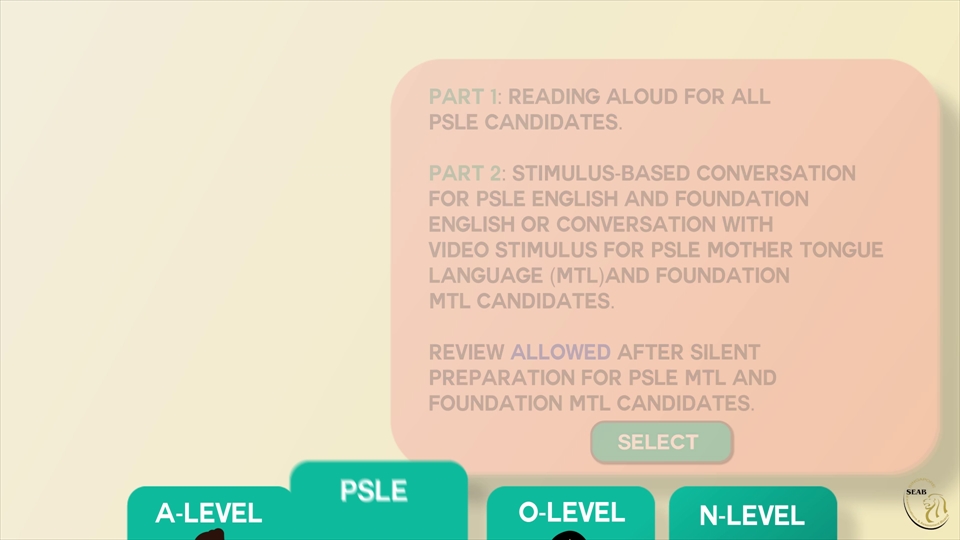 PART 1: READING ALOUD FOR ALL
PSLE CANDIDATES.
PART 2: STIMULUS-BASED CONVERSATION
FOR PSLE ENGLISH AND FOUNDATION
ENGLISH OR CONVERSATION WITH
VIDEO STIMULUS FOR PSLE MOTHER TONGUE
LANGUAGE (MTL)AND FOUNDATION
MTL CANDIDATES.
REVIEW ALLOWED AFTER SILENT
PREPARATION FOR PSLE MTL AND
FOUNDATION MTL CANDIDATES.
SELECT
A-LEVEL
PSLE
O-LEVEL
N-LEVEL
SEAB